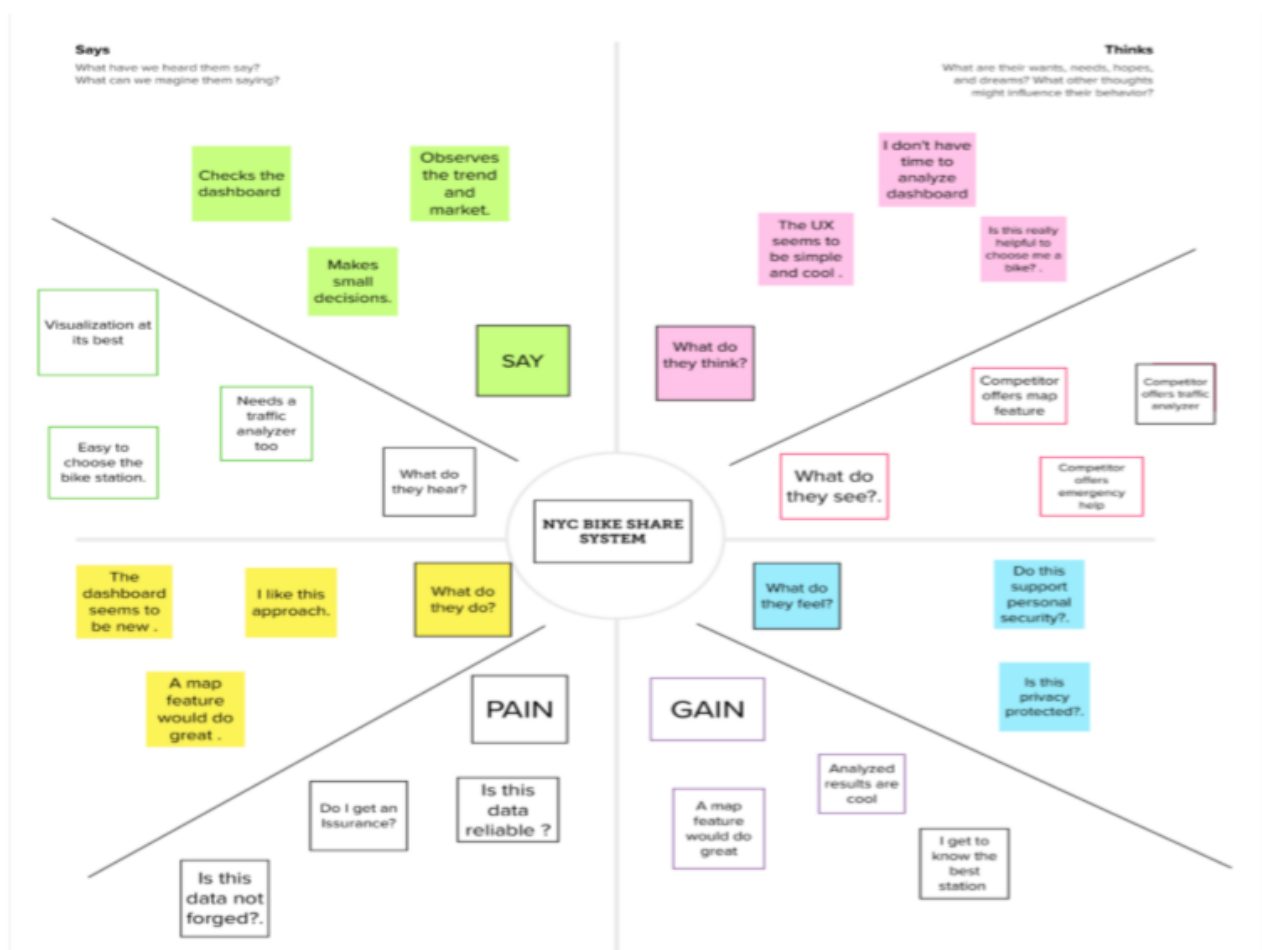 Says
What have we heard them say?
What can we magine them saying?
Thinks
What are their wants, needs, hopes,
and dreams? What other thoughts
might influence their behavior?
Checks the
dashboard
Observes
the trend
and
market.
Makes
small
decisions.
SAY
I don't have
time to
analyze
dashboard
The UX
seems to
be simple
and cool .
Is this really
helpful to
choose me a
bike? .
What do
they think?
Visualization at
its best
Needs a
traffic
analyzer
too
Easy to
choose the
bike station.
What do
they hear?
Competitor
offers map
feature
Competitor
offers traffic
analyzer
What do
they see?.
Competitor
offers
emergency
help
NYC BIKE SHARE
SYSTEM
The
dashboard
seems to
be new .
I like this
approach.
What do
they do?
A map
feature
would do
great .
What do
they feel?
Do this
support
personal
security?.
Is this
privacy
protected?.
PAIN
Do I get an
Issurance?
Is this
data
reliable ?
Is this
data not
forged?.
GAIN
Analyzed
results are
cool
A map
feature
would do
great
I get to
know the
best
station